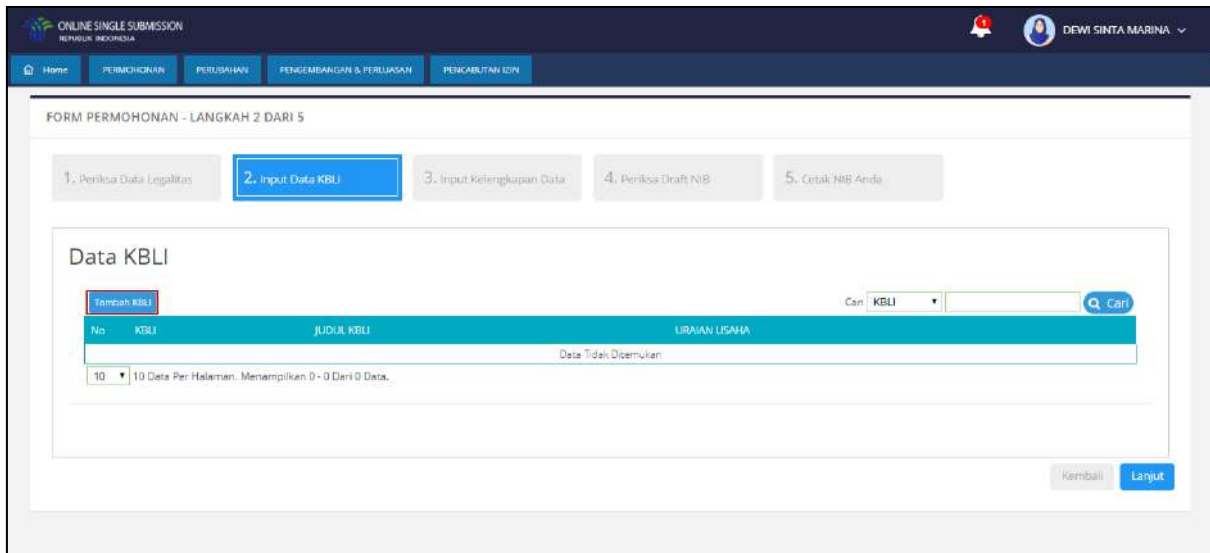 ONLINE SINGLE SUBMISSION
REPUBLIK INDONESIA
1
DEWI SINTA MARINA
Home PERMOHONAN PERUBAHAN PENGEMBANGAN & PERLUASAN PENCABUTAN IZIN
FORM PERMOHONAN - LANGKAH 2 DARI 5
1. Periksa Data Legalitas 2. Input Data KBLI 3. Input Kelengkapan Data 4. Periksa Draft NIB 5. Cetak NIB Anda
Data KBLI
Tambah KBLI Cari KBLI Cari
No KBLI JUDUL KBLI URAIAN USAHA
Data Tidak Ditemukan
10 10 Data Per Halaman. Menampilkan 0 - 0 Dari 0 Data.
Kembali Lanjut